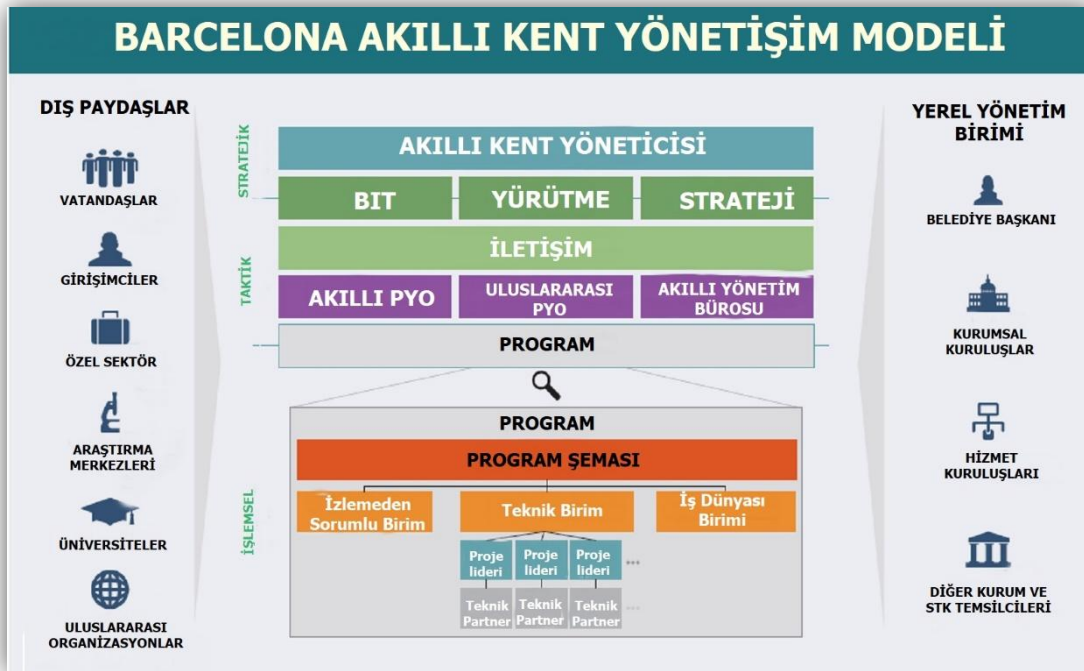 BARCELONA AKILLI KENT YÖNETİŞİM MODELİ
DIŞ PAYDAŞLAR
VATANDAŞLAR
GİRİŞİMCİLER
ÖZEL SEKTÖR
ARAŞTIRMA
MERKEZLERİ
ÜNİVERSİTELER
ULUSLARARASI
ORGANİZASYONLAR
STRATEJİK
AKILLI KENT YÖNETİCİSİ
BIT
YÜRÜTME
STRATEJİ
TAKTİK
İLETİŞİM
AKILLI PYO
ULUSLARARASI
PYO
AKILLI YÖNETİM
BÜROSU
PROGRAM
İŞLEMSEL
PROGRAM
PROGRAM ŞEMASI
İzlemeden
Sorumlu Birim
Teknik Birim
İş Dünyası
Birimi
Proje
lideri
Proje
lideri
Proje
lideri
...
Teknik
Partner
Teknik
Partner
Teknik
Partner
...
YEREL YÖNETİM
BİRİMİ
BELEDİYE BAŞKANI
KURUMSAL
KURULUŞLAR
HİZMET
KURULUŞLARI
DİĞER KURUM VE
STK TEMSİLCİLERİ